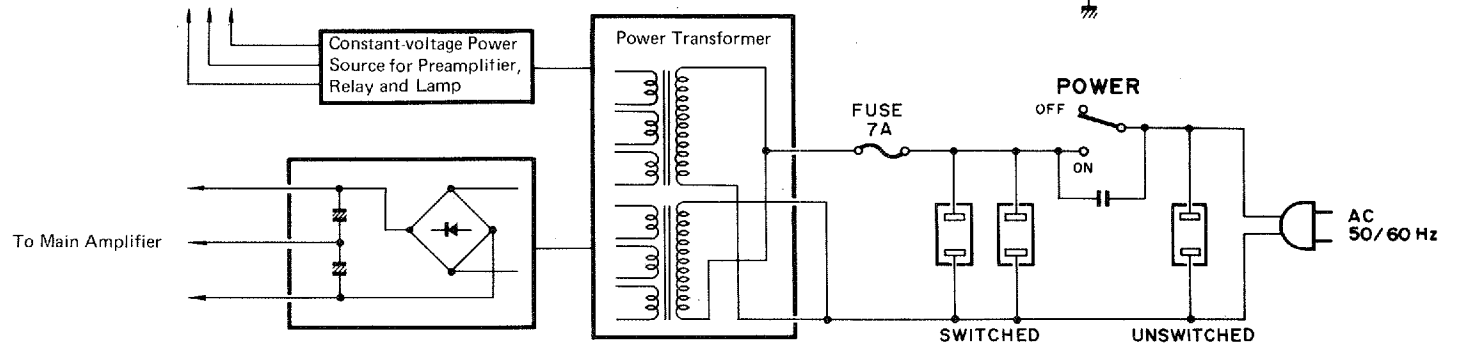 Constant-voltage Power
Source for Preamplifier,
Relay and Lamp
Power Transformer
FUSE
7A
POWER
OFF
ON
AC
50/60 Hz
To Main Amplifier
SWITCHED
UNSWITCHED